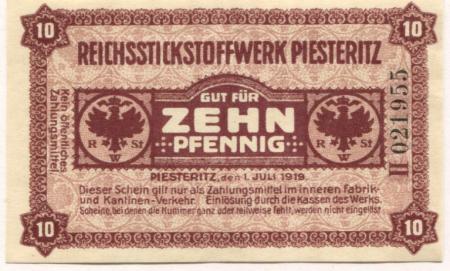 10 10
REICHSSTICKSTOFFWERK PIESTERITZ
Kein öffentliches
Zahlungsmittel
GUT FÜR
ZEHN
PFENNIG
R St
W
R St
W
II 021955
PIESTERITZ, den 1. JULI 1919.
Dieser Schein gilt nur als Zahlungsmittel im inneren Fabrik-
und Kantinen-Verkehr. Einlösung durch die Kassen des Werks.
Scheine, bei denen die Nummer ganz oder teilweise fehlt, werden nicht eingelöst
10 10